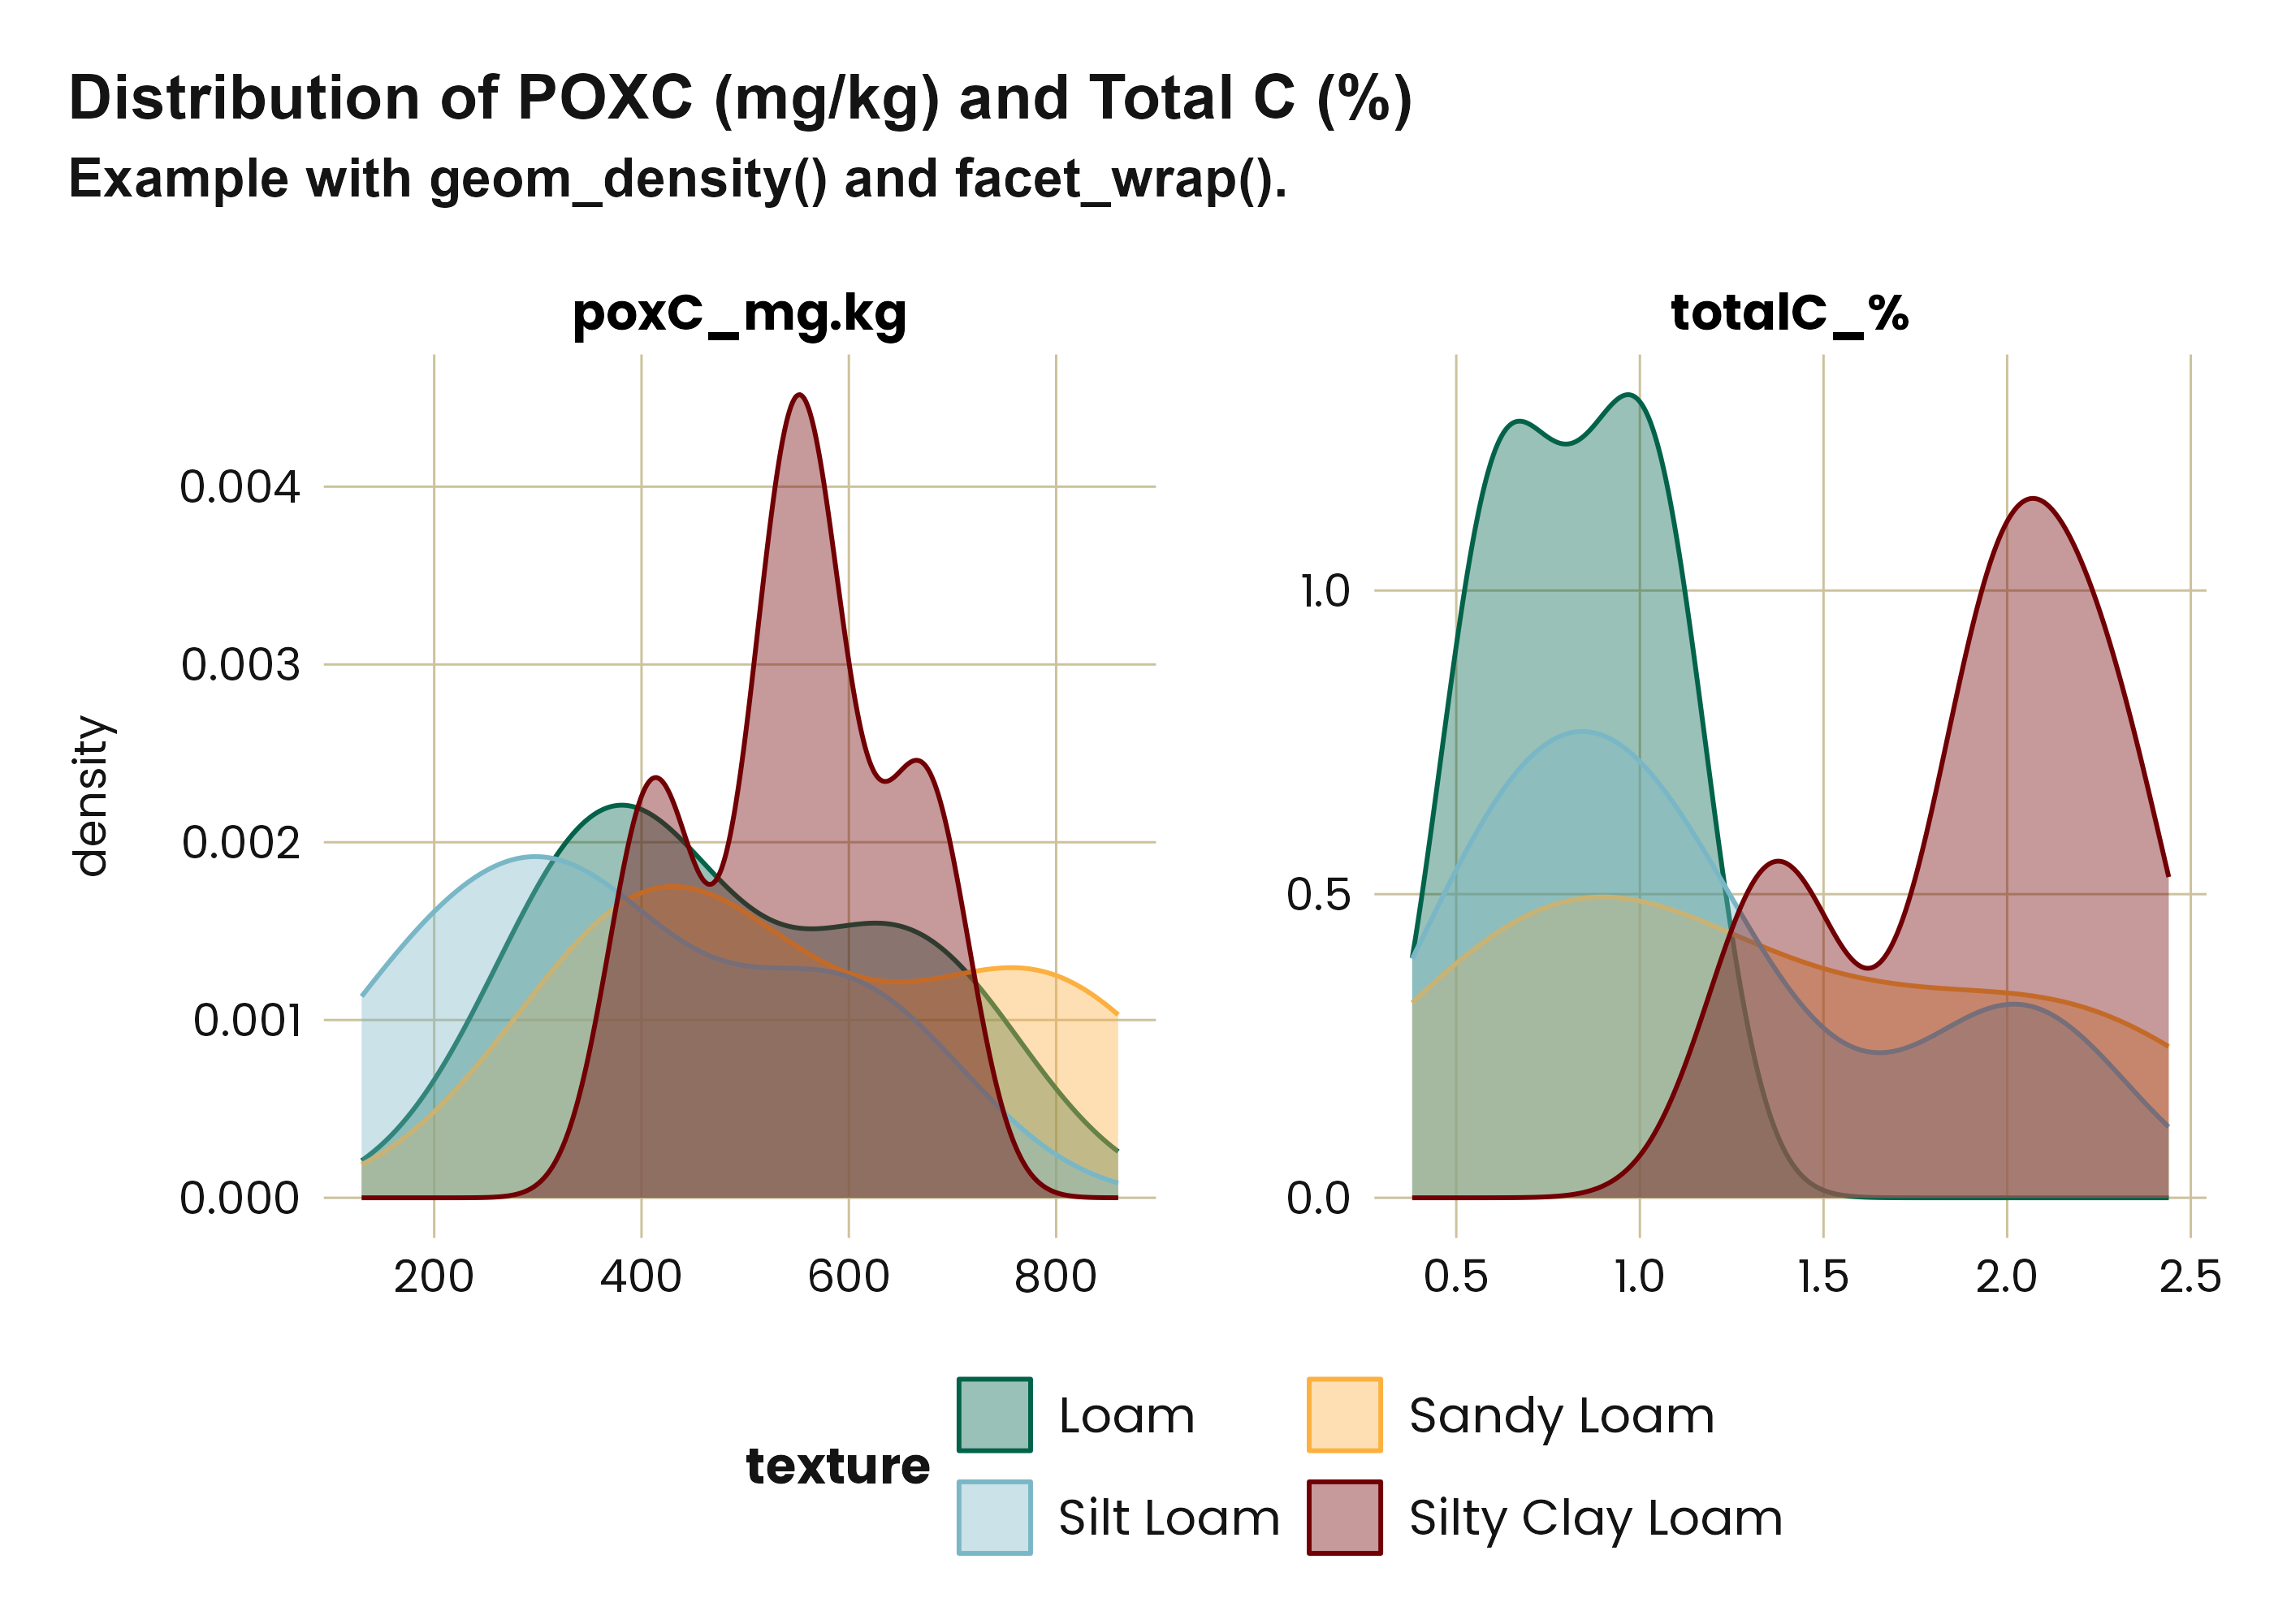 Distribution of POXC (mg/kg) and Total C (%)
Example with geom_density() and facet_wrap().
poxC_mg.kg
totalC_%
density
0.004
0.003
0.002
0.001
0.000
200 400 600 800
1.0
0.5
0.0
0.5 1.0 1.5 2.0 2.5
texture
Loam
Sandy Loam
Silt Loam
Silty Clay Loam